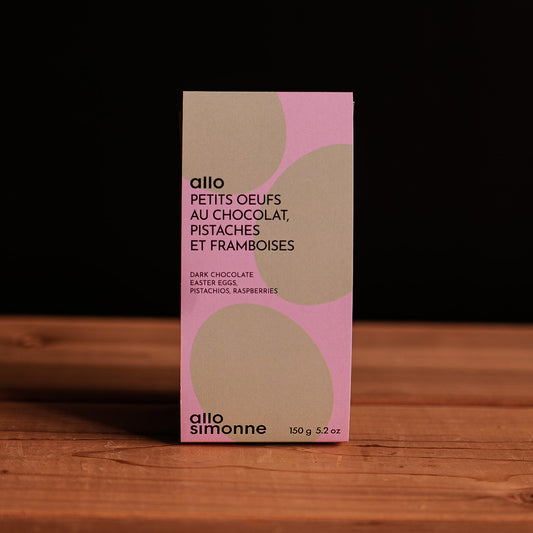 allo
PETITS OEUFS
AU CHOCOLAT,
PISTACHES
ET FRAMBOISES
DARK CHOCOLATE
EASTER EGGS,
PISTACHIOS, RASPBERRIES
allo
simonne
150 g 5.2 oz